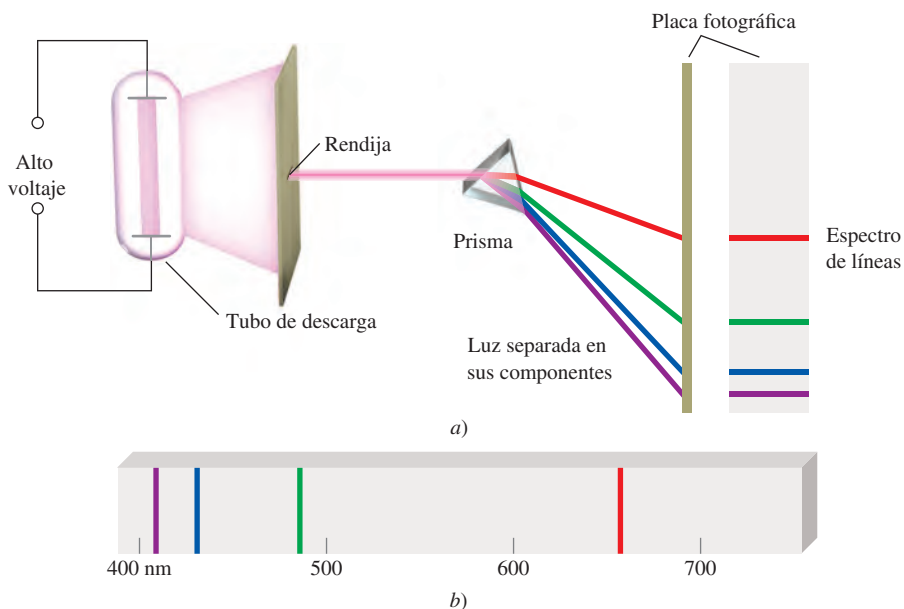 Placa fotográfica
Alto
voltaje
Rendija
Prisma
Espectro
de líneas
Tubo de descarga
Luz separada en
sus componentes
a)
400 nm
500
600
700
b)